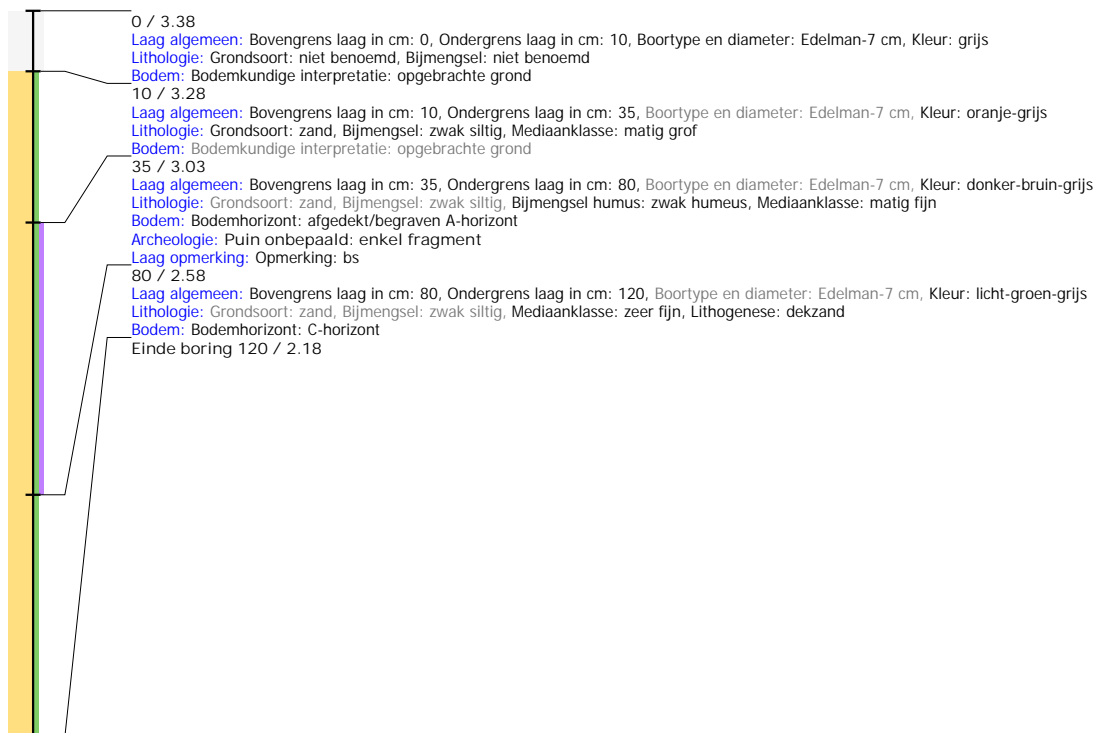 0 / 3.38
Laag algemeen: Bovengrens laag in cm: 0, Ondergrens laag in cm: 10, Boortype en diameter: Edelman-7 cm, Kleur: grijs
Lithologie: Grondsoort: niet benoemd, Bijmengsel: niet benoemd
Bodem: Bodemkundige interpretatie: opgebrachte grond
10 / 3.28
Laag algemeen: Bovengrens laag in cm: 10, Ondergrens laag in cm: 35, Boortype en diameter: Edelman-7 cm, Kleur: oranje-grijs
Lithologie: Grondsoort: zand, Bijmengsel: zwak siltig, Mediaanklasse: matig grof
Bodem: Bodemkundige interpretatie: opgebrachte grond
35 / 3.03
Laag algemeen: Bovengrens laag in cm: 35, Ondergrens laag in cm: 80, Boortype en diameter: Edelman-7 cm, Kleur: donker-bruin-grijs
Lithologie: Grondsoort: zand, Bijmengsel: zwak siltig, Bijmengsel humus: zwak humeus, Mediaanklasse: matig fijn
Bodem: Bodemhorizont: afgedekt/begraven A-horizont
Archeologie: Puin onbepaald: enkel fragment
Laag opmerking: Opmerking: bs
80 / 2.58
Laag algemeen: Bovengrens laag in cm: 80, Ondergrens laag in cm: 120, Boortype en diameter: Edelman-7 cm, Kleur: licht-groen-grijs
Lithologie: Grondsoort: zand, Bijmengsel: zwak siltig, Mediaanklasse: zeer fijn, Lithogenese: dekzand
Bodem: Bodemhorizont: C-horizont
Einde boring 120 / 2.18